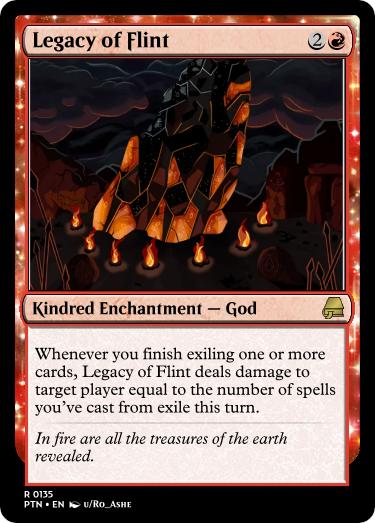 Legacy of Flint 2
Kindred Enchantment — God
Whenever you finish exiling one or more
cards, Legacy of Flint deals damage to
target player equal to the number of spells
you've cast from exile this turn.
In fire are all the treasures of the earth
revealed.
R 0135
PTN • EN u/Ro_Ashe